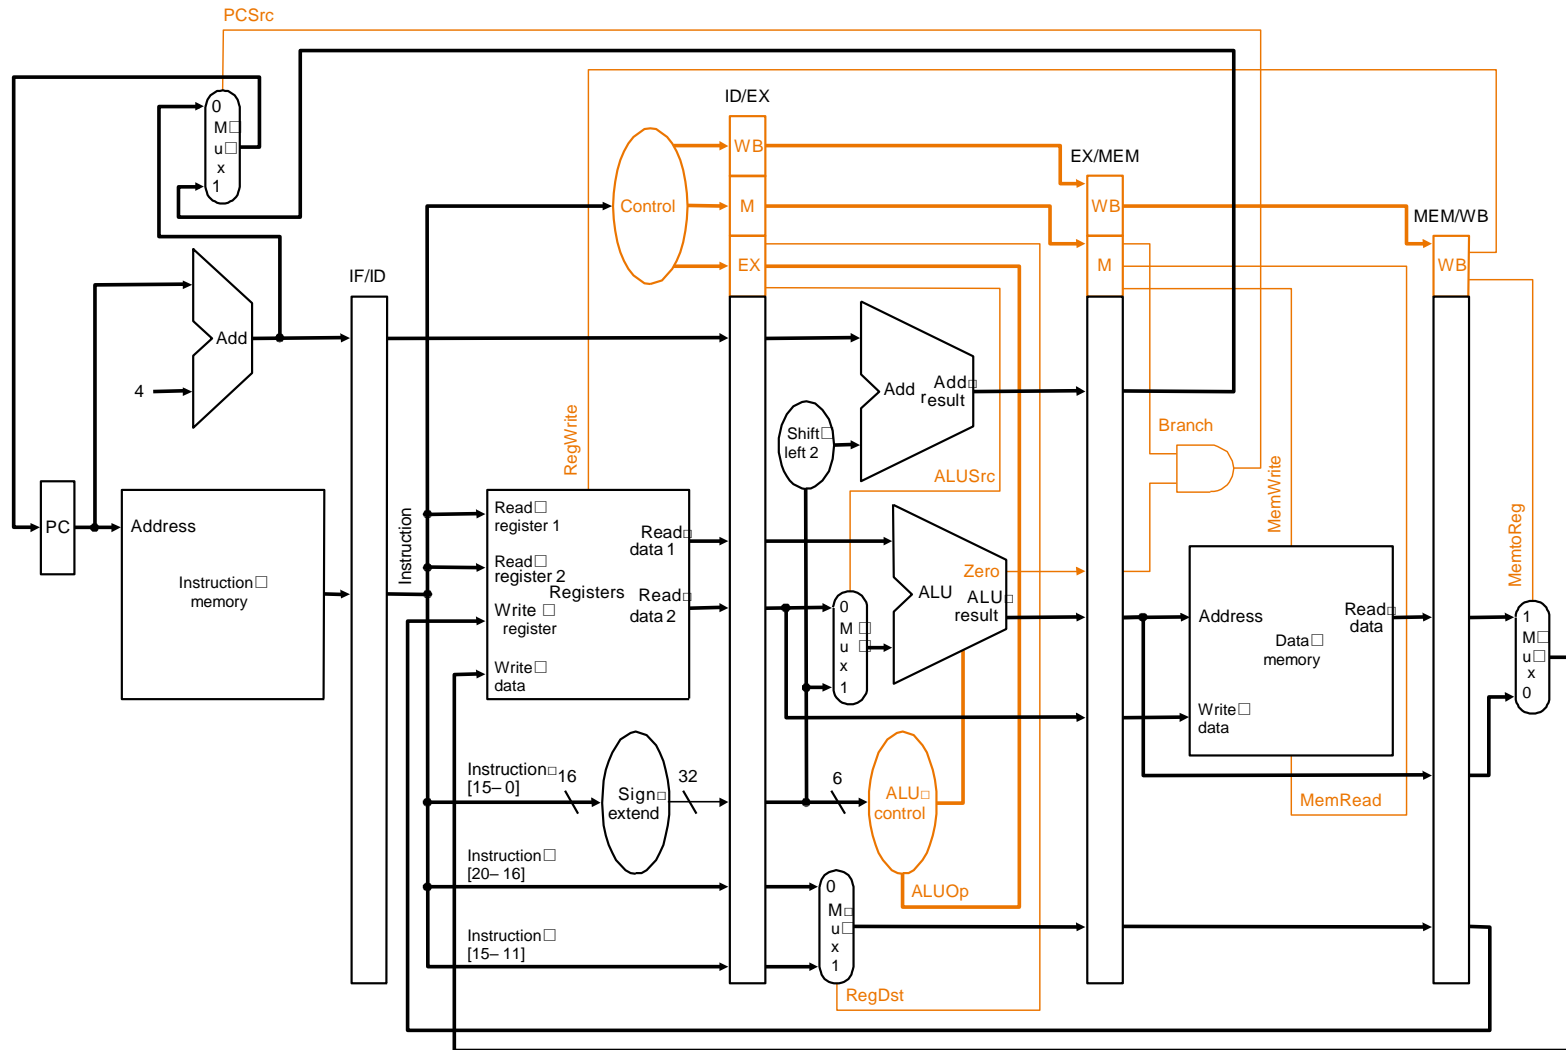 PCSrc
ID/EX
0
M
u
x
1
WB
EX/MEM
Control
M
WB
MEM/WB
EX
M
WB
IF/ID
Add
4
Add
Add
result
Shift
left 2
RegWrite
Branch
ALUSrc
MemWrite
MemtoReg
PC
Address
Instruction
memory
Instruction
Read
register 1
Read
register 2
Registers
Write
register
Write
data
Read
data 1
Read
data 2
0
M
u
x
1
Zero
ALU
ALU
result
Address
Read
data
Data
memory
Write
data
1
M
u
x
0
Instruction
[15–0]
16
Sign
extend
32
6
ALU
control
MemRead
Instruction
[20–16]
0
M
u
x
1
ALUOp
Instruction
[15–11]
RegDst